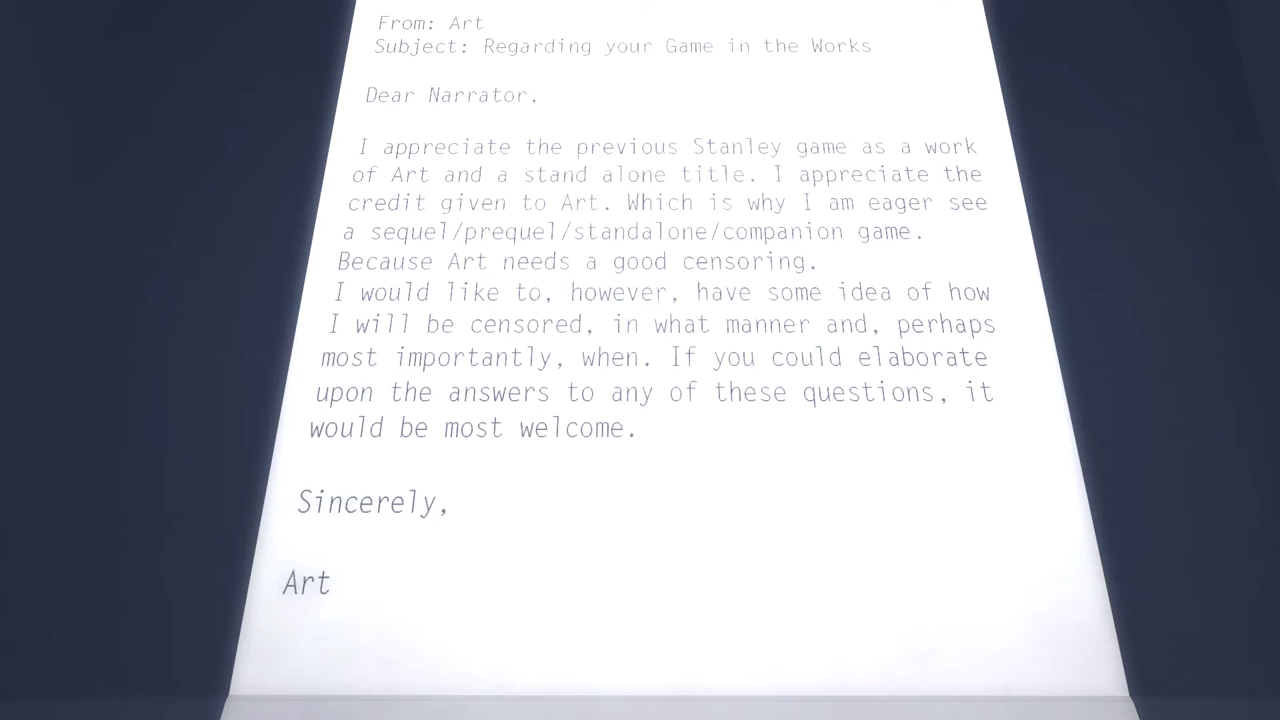 From: Art
Subject: Regarding your Game in the Works
Dear Narrator.
I appreciate the previous Stanley game as a work
of Art and a stand alone title. I appreciate the
credit given to Art. Which is why I am eager see
a sequel/prequel/standalone/companion game.
Because Art needs a good censoring.
I would like to, however, have some idea of how
I will be censored, in what manner and, perhaps
most importantly, when. If you could elaborate
upon the answers to any of these questions, it
would be most welcome.
Sincerely,
Art